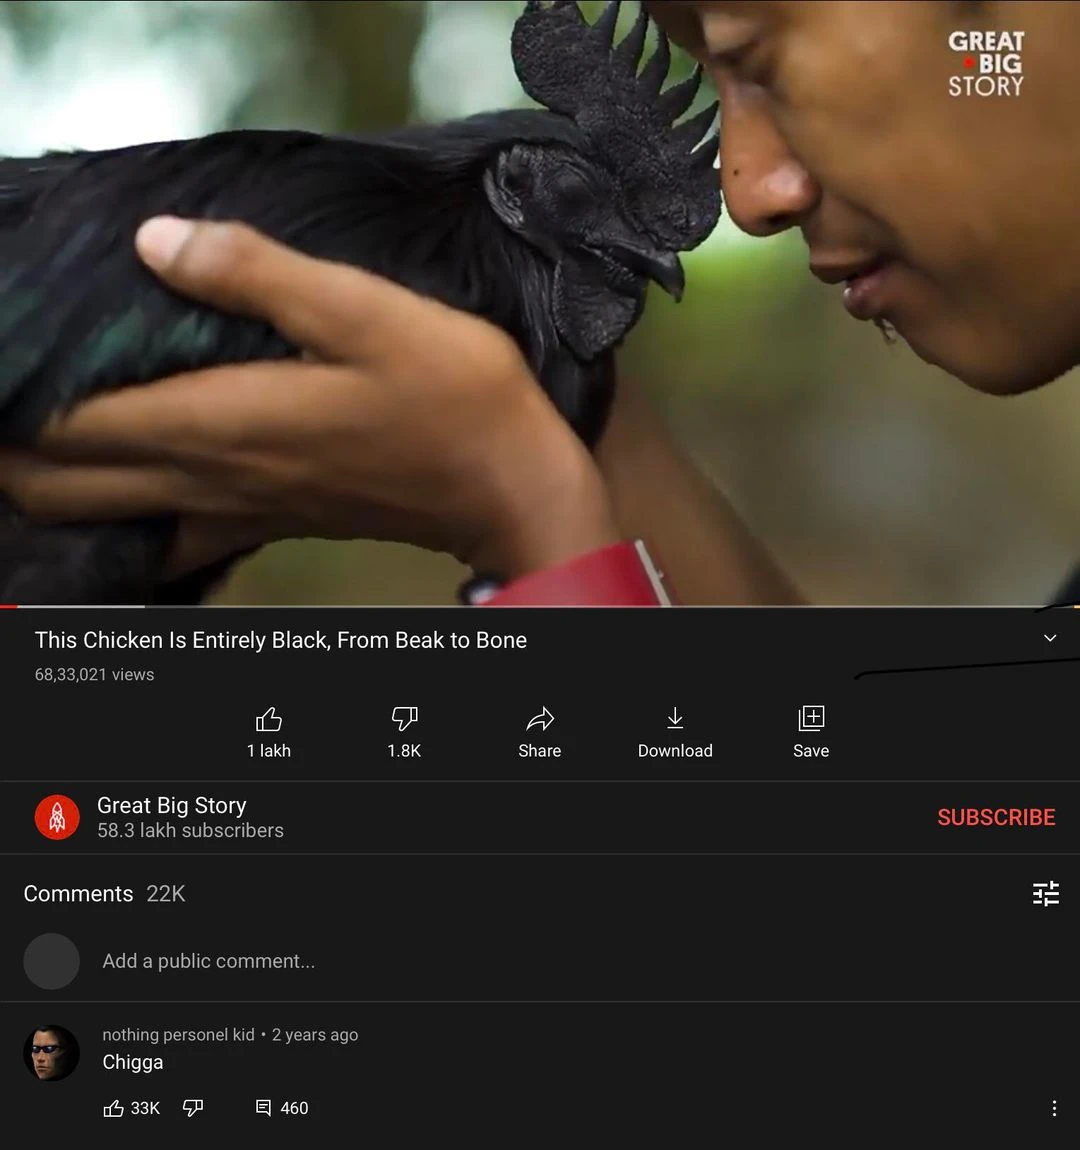 GREAT
BIG
STORY
This Chicken Is Entirely Black, From Beak to Bone
68,33,021 views
1 lakh
1.8K
Share
Download
Save
Great Big Story
58.3 lakh subscribers
SUBSCRIBE
Comments 22K
Add a public comment...
nothing personel kid • 2 years ago
Chigga
33K
460